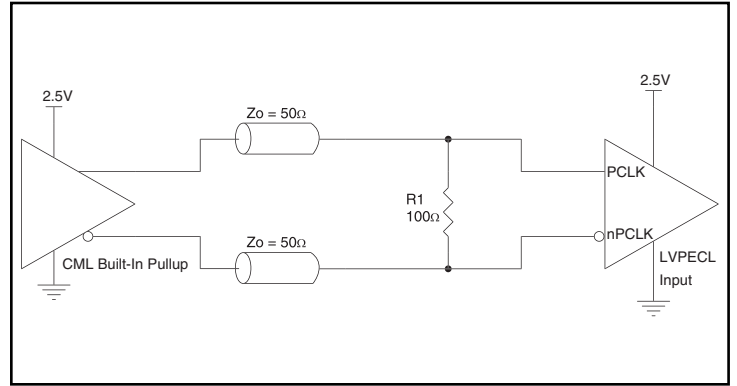 2.5V
2.5V
Zo = 50Ω
PCLK
R1
100Ω
nPCLK
Zo = 50Ω
CML Built-In Pullup
LVPECL
Input